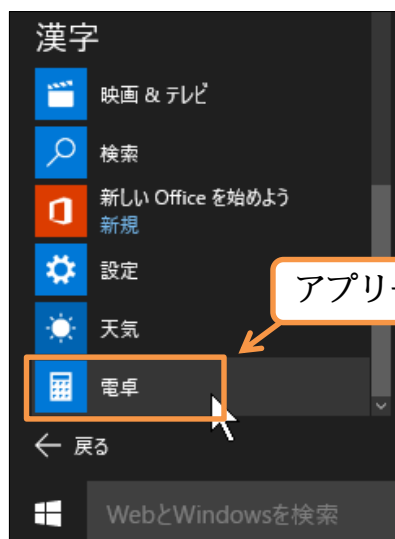 漢字
映画 & テレビ
検索
新しい Office を始めよう
新規
設定
アプリ
天気
電卓
戻る
WebとWindowsを検索